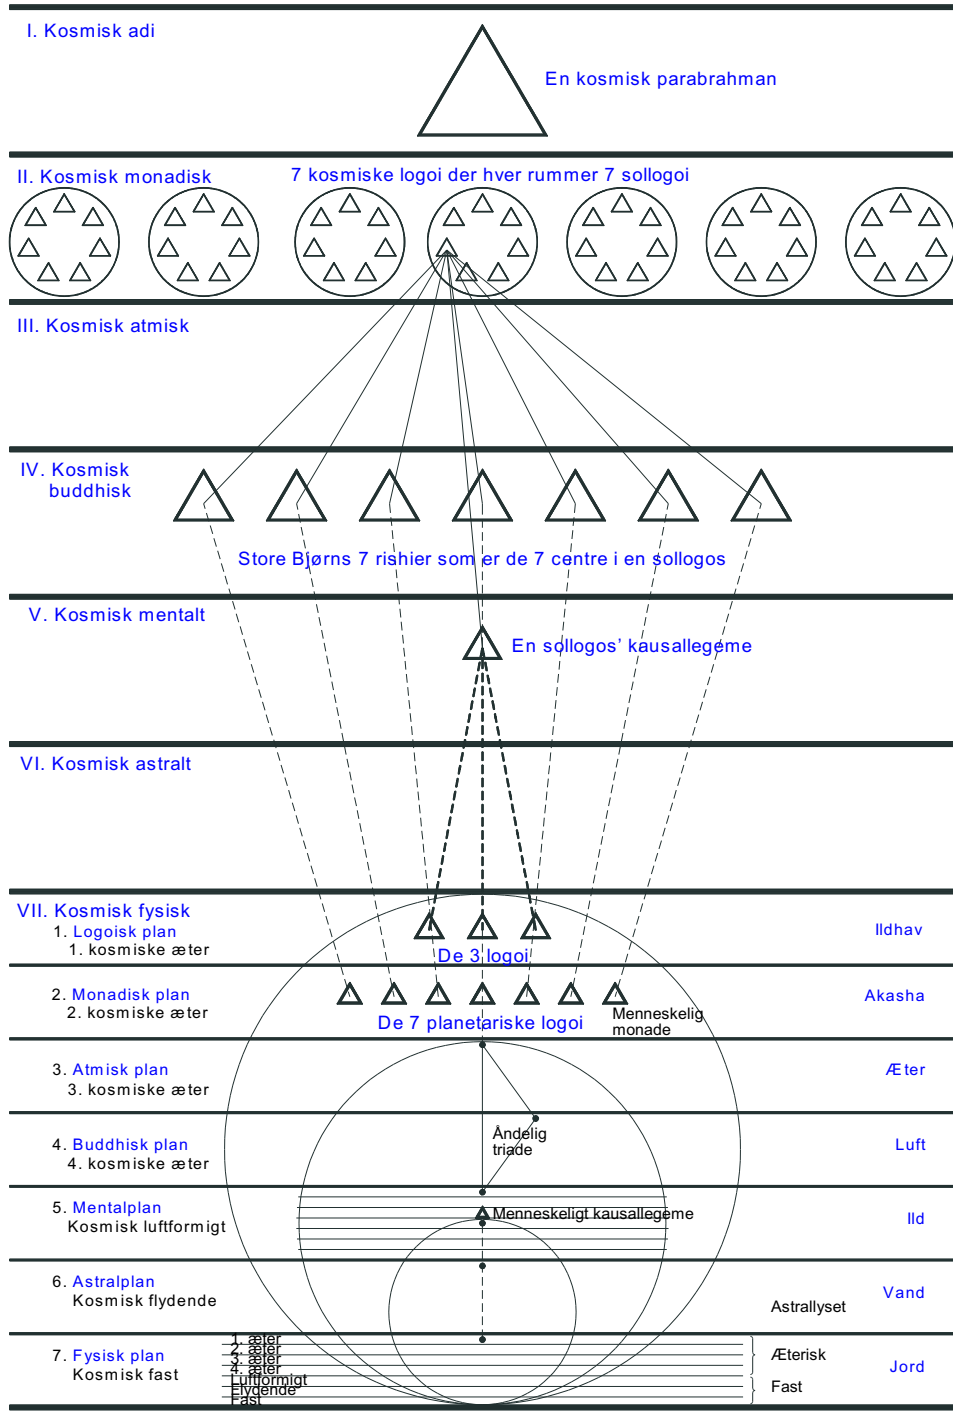 I. Kosmisk adi
En kosmisk parabrahman
II. Kosmisk monadisk
7 kosmiske logoi der hver rummer 7 sollogoi
III. Kosmisk atmisk
IV. Kosmisk
buddhisk
Store Bjørns 7 rishier som er de 7 centre i en sollogos
V. Kosmisk mentalt
En sollogos’ kausallegeme
VI. Kosmisk astralt
VII. Kosmisk fysisk
1. Logoisk plan
1. kosmiske æter
Ildhav
De 3 logoi
2. Monadisk plan
2. kosmiske æter
Akasha
De 7 planetariske logoi
Menneskelig
monade
3. Atmisk plan
3. kosmiske æter
Æter
4. Buddhisk plan
4. kosmiske æter
Luft
Åndelig
triade
5. Mentalplan
Kosmisk luftformigt
Menneskeligt kausallegeme
Ild
6. Astralplan
Kosmisk flydende
Vand
Astrallyset
7. Fysisk plan
Kosmisk fast
1. æter
2. æter
3. æter
4. æter
Luftformigt
Flydende
Fast
Æterisk
Fast
Jord